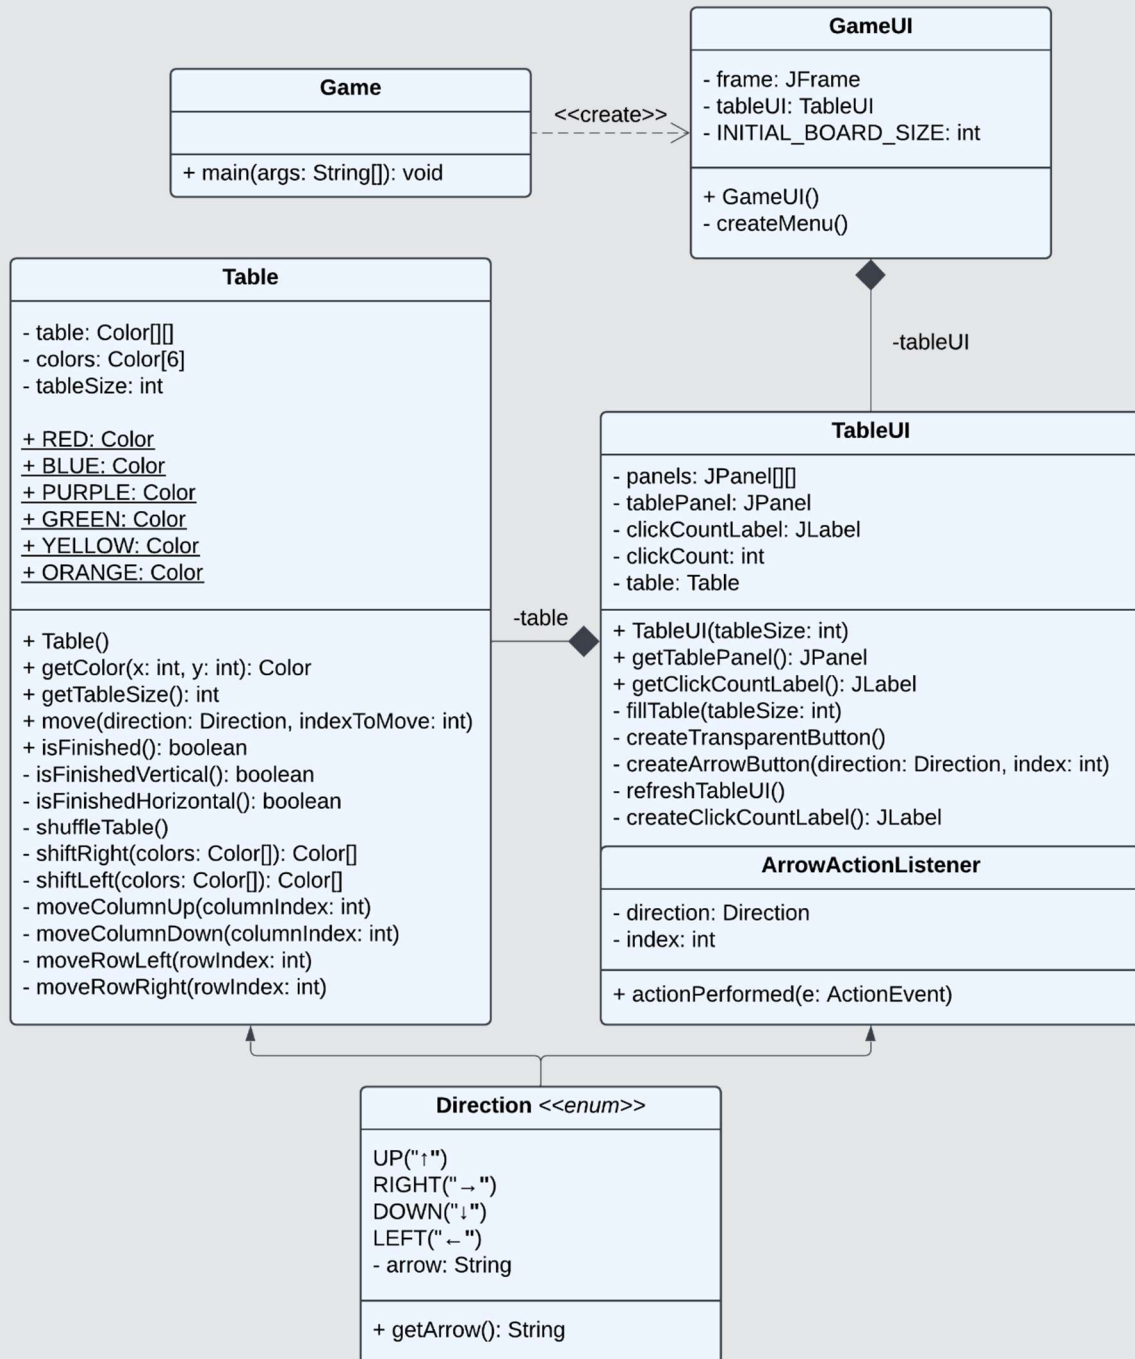 Game
+ main(args: String[]): void
<<create>>
GameUI
- frame: JFrame
- tableUI: TableUI
- INITIAL_BOARD_SIZE: int
+ GameUI()
- createMenu()
-tableUI
Table
- table: Color[][]
- colors: Color[6]
- tableSize: int
+ RED: Color
+ BLUE: Color
+ PURPLE: Color
+ GREEN: Color
+ YELLOW: Color
+ ORANGE: Color
+ Table()
+ getColor(x: int, y: int): Color
+ getTableSize(): int
+ move(direction: Direction, indexToMove: int)
+ isFinished(): boolean
- isFinishedVertical(): boolean
- isFinishedHorizontal(): boolean
- shuffleTable()
- shiftRight(colors: Color[]): Color[]
- shiftLeft(colors: Color[]): Color[]
- moveColumnUp(columnIndex: int)
- moveColumnDown(columnIndex: int)
- moveRowLeft(rowIndex: int)
- moveRowRight(rowIndex: int)
-table
TableUI
- panels: JPanel[][]
- tablePanel: JPanel
- clickCountLabel: JLabel
- clickCount: int
- table: Table
+ TableUI(tableSize: int)
+ getTablePanel(): JPanel
+ getClickCountLabel(): JLabel
- fillTable(tableSize: int)
- createTransparentButton()
- createArrowButton(direction: Direction, index: int)
- refreshTableUI()
- createClickCountLabel(): JLabel
ArrowActionListener
- direction: Direction
- index: int
+ actionPerformed(e: ActionEvent)
Direction <<enum>>
UP("↑")
RIGHT("→")
DOWN("↓")
LEFT("←")
- arrow: String
+ getArrow(): String